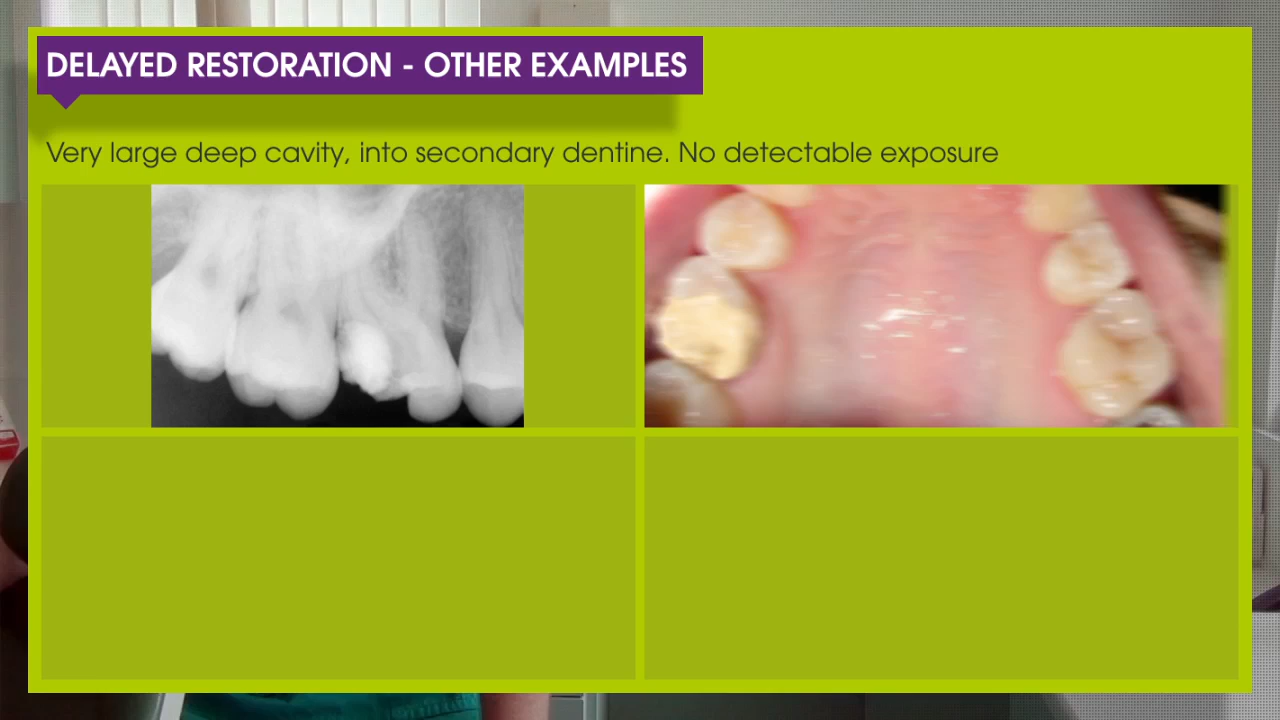 DELAYED RESTORATION - OTHER EXAMPLES
Very large deep cavity, into secondary dentine. No detectable exposure